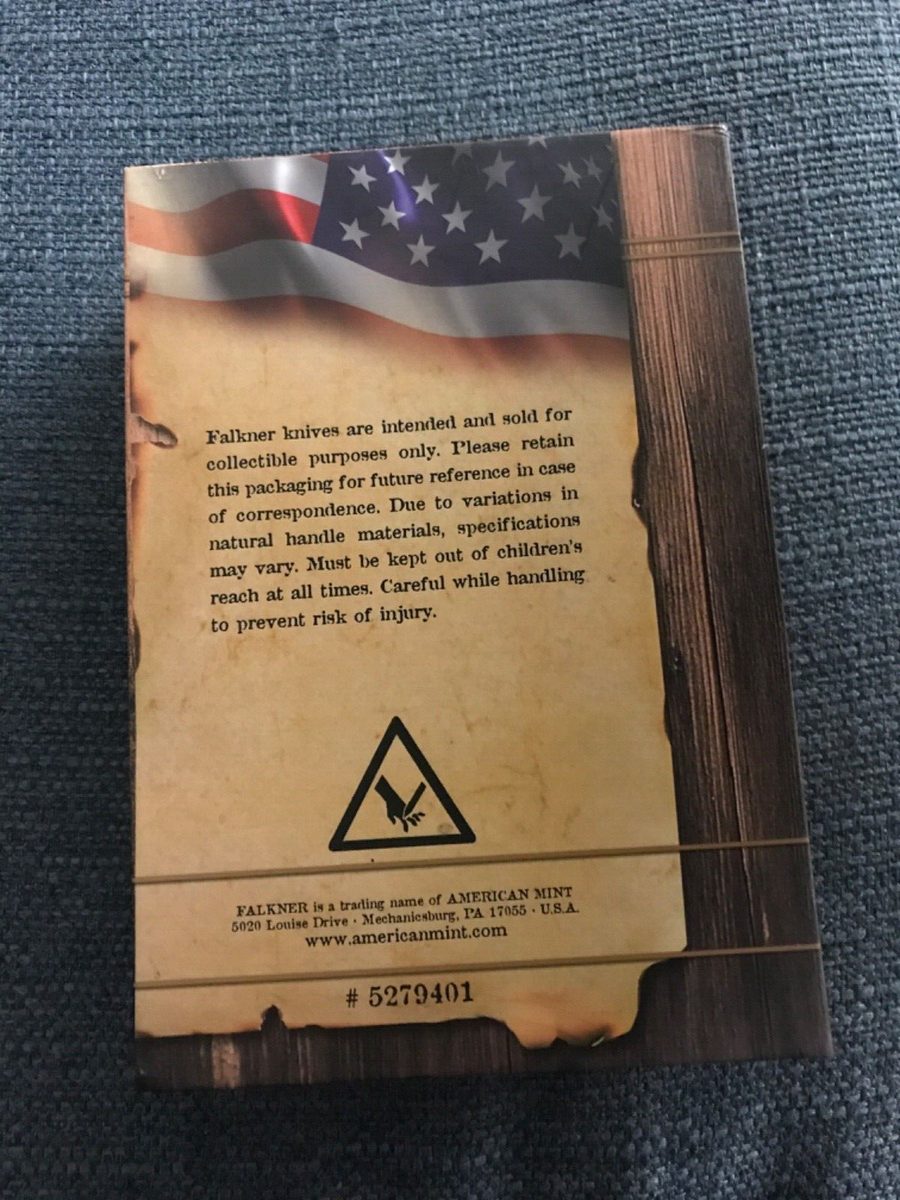 Falkner knives are intended and sold for
collectible purposes only. Please retain
this packaging for future reference in case
of correspondence. Due to variations in
natural handle materials, specifications
may vary. Must be kept out of children's
reach at all times. Careful while handling
to prevent risk of injury.
FALKNER is a trading name of AMERICAN MINT
5020 Louise Drive · Mechanicsburg, PA 17055 · U.S.A.
www.americanmint.com
# 5279401